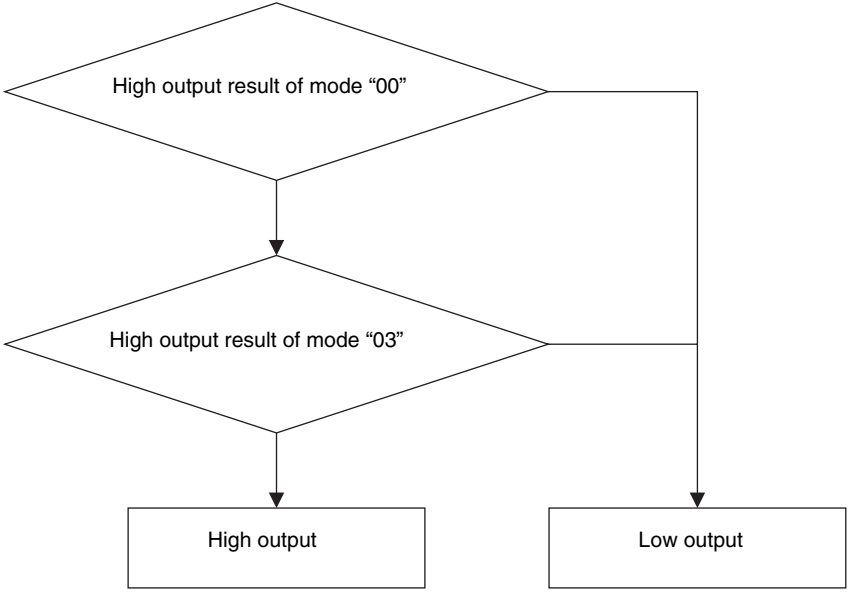 High output result of mode “00”
High output result of mode “03”
High output
Low output